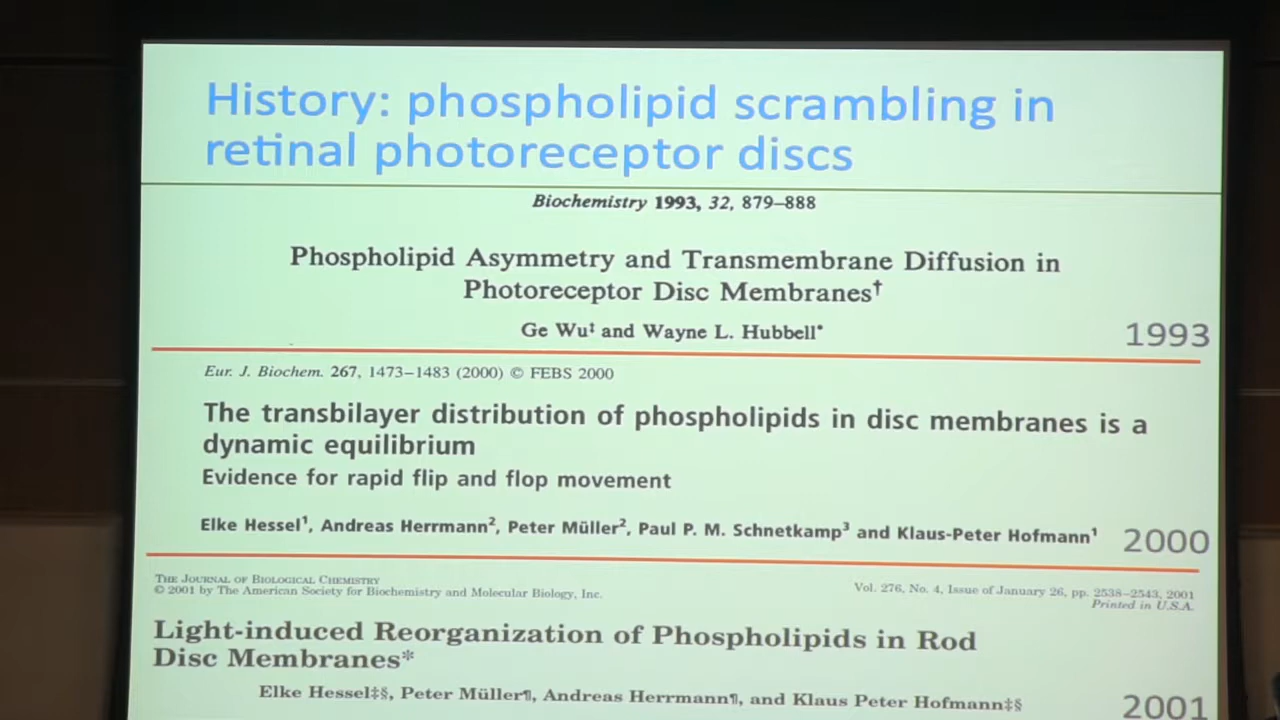 History: phospholipid scrambling in
retinal photoreceptor discs
Biochemistry 1993, 32, 879–888
Phospholipid Asymmetry and Transmembrane Diffusion in
Photoreceptor Disc Membranes†
Ge Wu‡ and Wayne L. Hubbell*
1993
Eur. J. Biochem. 267, 1473–1483 (2000) © FEBS 2000
The transbilayer distribution of phospholipids in disc membranes is a
dynamic equilibrium
Evidence for rapid flip and flop movement
Elke Hessel1, Andreas Herrmann2, Peter Müller2, Paul P. M. Schnetkamp3 and Klaus-Peter Hofmann1
2000
THE JOURNAL OF BIOLOGICAL CHEMISTRY
© 2001 by The American Society for Biochemistry and Molecular Biology, Inc.
Vol. 276, No. 4, Issue of January 26, pp. 2538–2543, 2001
Printed in U.S.A.
Light-induced Reorganization of Phospholipids in Rod
Disc Membranes*
Elke Hessel‡§, Peter Müller¶, Andreas Herrmann¶, and Klaus Peter Hofmann‡§
2001